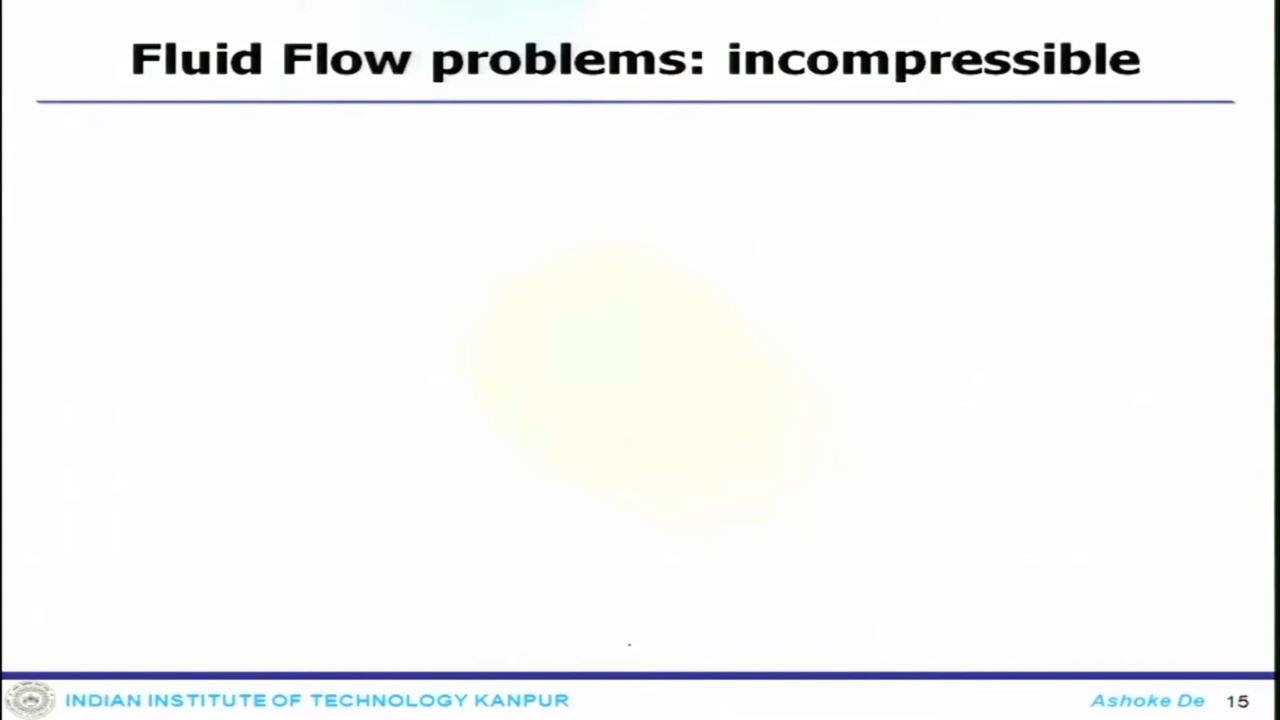 Fluid Flow problems: incompressible
INDIAN INSTITUTE OF TECHNOLOGY KANPUR
Ashoke De 15